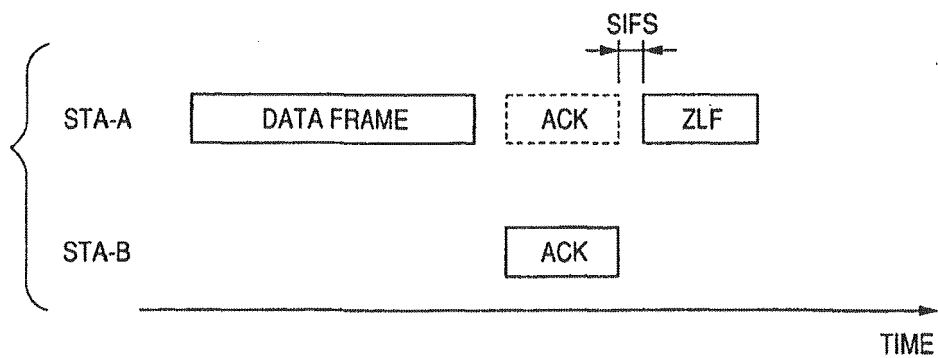 SIFS
STA-A DATA FRAME ACK ZLF
STA-B ACK
TIME